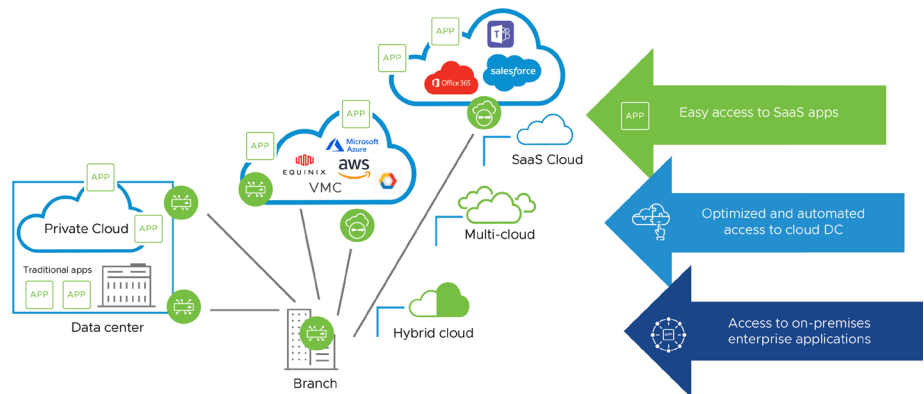 APP
APP
T
Office 365
salesforce
APP
Easy access to SaaS apps
SaaS Cloud
APP
APP
Microsoft
Azure
EQUINIX
aws
VMC
Optimized and automated
access to cloud DC
Multi-cloud
APP
Private Cloud
APP
Traditional apps
APP
APP
Data center
Hybrid cloud
APP
Access to on-premises
enterprise applications
Branch